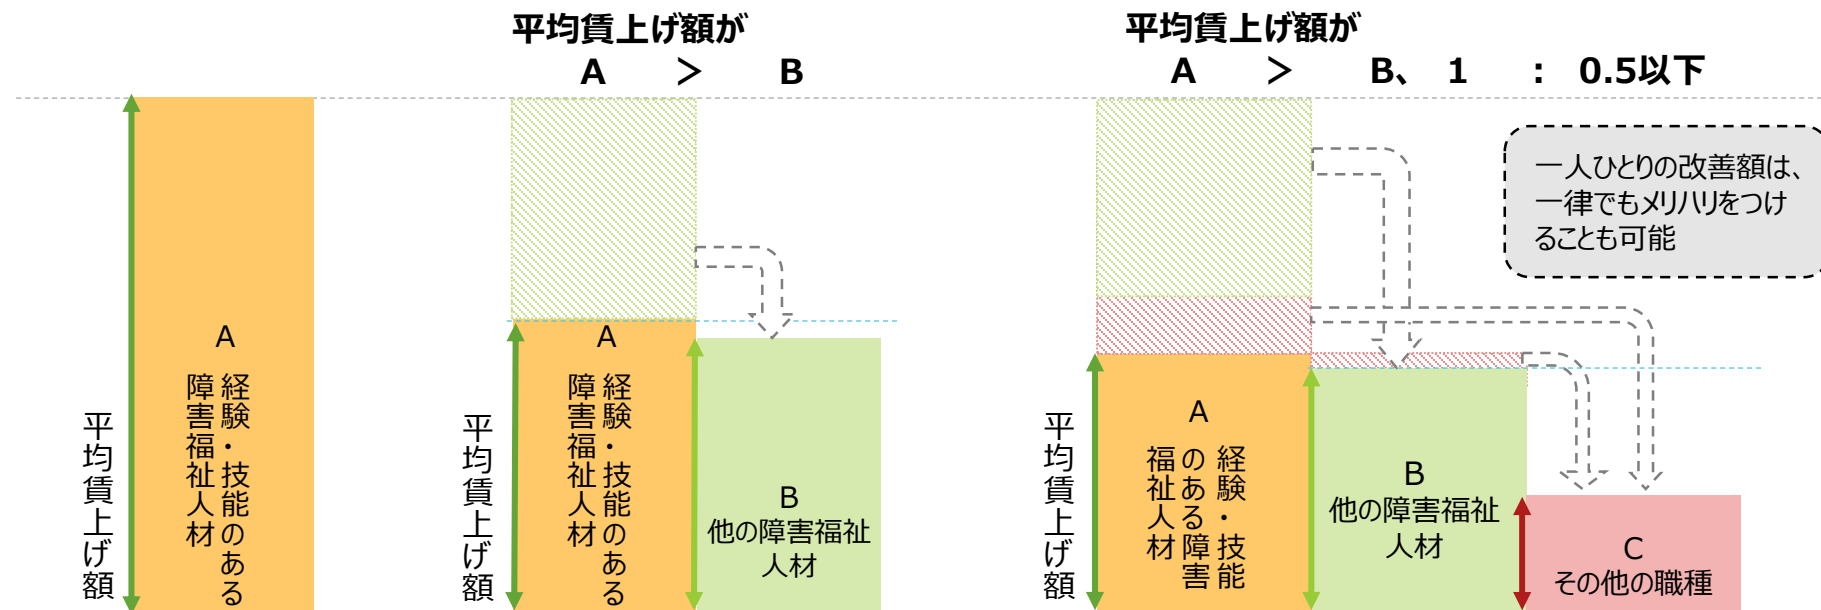 平均賃上げ額が
A > B
平均賃上げ額が
A > B、 1 : 0.5以下
一人ひとりの改善額は、
一律でもメリハリをつけ
ることも可能
平均賃上げ額
A
経験・技能のある
障害福祉人材
平均賃上げ額
A
経験・技能のある
障害福祉人材
B
他の障害福祉
人材
平均賃上げ額
A
経験・技能
のある障害
福祉人材
B
他の障害福祉
人材
C
その他の職種